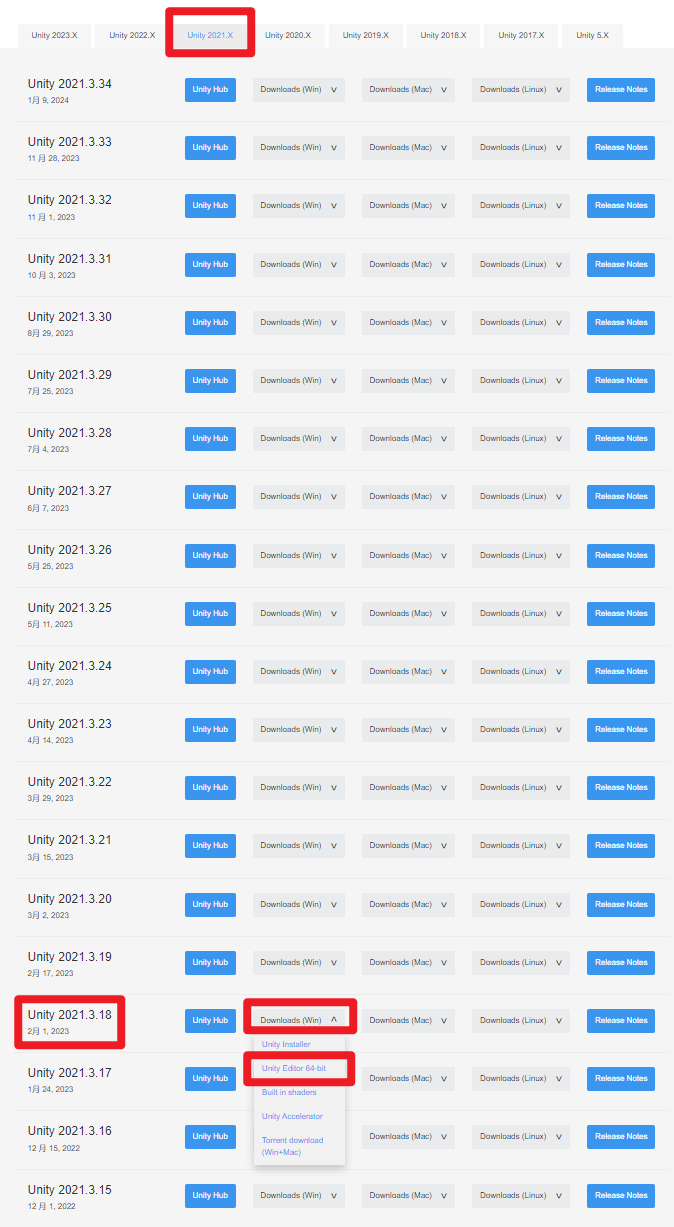 Unity 2023.X Unity 2022.X Unity 2021.X Unity 2020.X Unity 2019.X Unity 2018.X Unity 2017.X Unity 5.X
Unity 2021.3.34
1月 9, 2024
Unity Hub Downloads (Win) Downloads (Mac) Downloads (Linux) Release Notes
Unity 2021.3.33
11 月 28, 2023
Unity Hub Downloads (Win) Downloads (Mac) Downloads (Linux) Release Notes
Unity 2021.3.32
11 月 1, 2023
Unity Hub Downloads (Win) Downloads (Mac) Downloads (Linux) Release Notes
Unity 2021.3.31
10 月 3, 2023
Unity Hub Downloads (Win) Downloads (Mac) Downloads (Linux) Release Notes
Unity 2021.3.30
8月 29, 2023
Unity Hub Downloads (Win) Downloads (Mac) Downloads (Linux) Release Notes
Unity 2021.3.29
7月 25, 2023
Unity Hub Downloads (Win) Downloads (Mac) Downloads (Linux) Release Notes
Unity 2021.3.28
7月 4, 2023
Unity Hub Downloads (Win) Downloads (Mac) Downloads (Linux) Release Notes
Unity 2021.3.27
6月 7, 2023
Unity Hub Downloads (Win) Downloads (Mac) Downloads (Linux) Release Notes
Unity 2021.3.26
5月 25, 2023
Unity Hub Downloads (Win) Downloads (Mac) Downloads (Linux) Release Notes
Unity 2021.3.25
5月 11, 2023
Unity Hub Downloads (Win) Downloads (Mac) Downloads (Linux) Release Notes
Unity 2021.3.24
4月 27, 2023
Unity Hub Downloads (Win) Downloads (Mac) Downloads (Linux) Release Notes
Unity 2021.3.23
4月 14, 2023
Unity Hub Downloads (Win) Downloads (Mac) Downloads (Linux) Release Notes
Unity 2021.3.22
3月 29, 2023
Unity Hub Downloads (Win) Downloads (Mac) Downloads (Linux) Release Notes
Unity 2021.3.21
3月 15, 2023
Unity Hub Downloads (Win) Downloads (Mac) Downloads (Linux) Release Notes
Unity 2021.3.20
3月 2, 2023
Unity Hub Downloads (Win) Downloads (Mac) Downloads (Linux) Release Notes
Unity 2021.3.19
2月 17, 2023
Unity Hub Downloads (Win) Downloads (Mac) Downloads (Linux) Release Notes
Unity 2021.3.18
2月 1, 2023
Unity Hub Downloads (Win) Downloads (Mac) Downloads (Linux) Release Notes
Unity Installer
Unity Editor 64-bit
Built in shaders
Unity Accelerator
Torrent download
(Win+Mac)
Unity 2021.3.17
1月 24, 2023
Unity Hub Downloads (Mac) Downloads (Linux) Release Notes
Unity 2021.3.16
12 月 15, 2022
Unity Hub Downloads (Mac) Downloads (Linux) Release Notes
Unity 2021.3.15
12 月 1, 2022
Unity Hub Downloads (Win) Downloads (Mac) Downloads (Linux) Release Notes